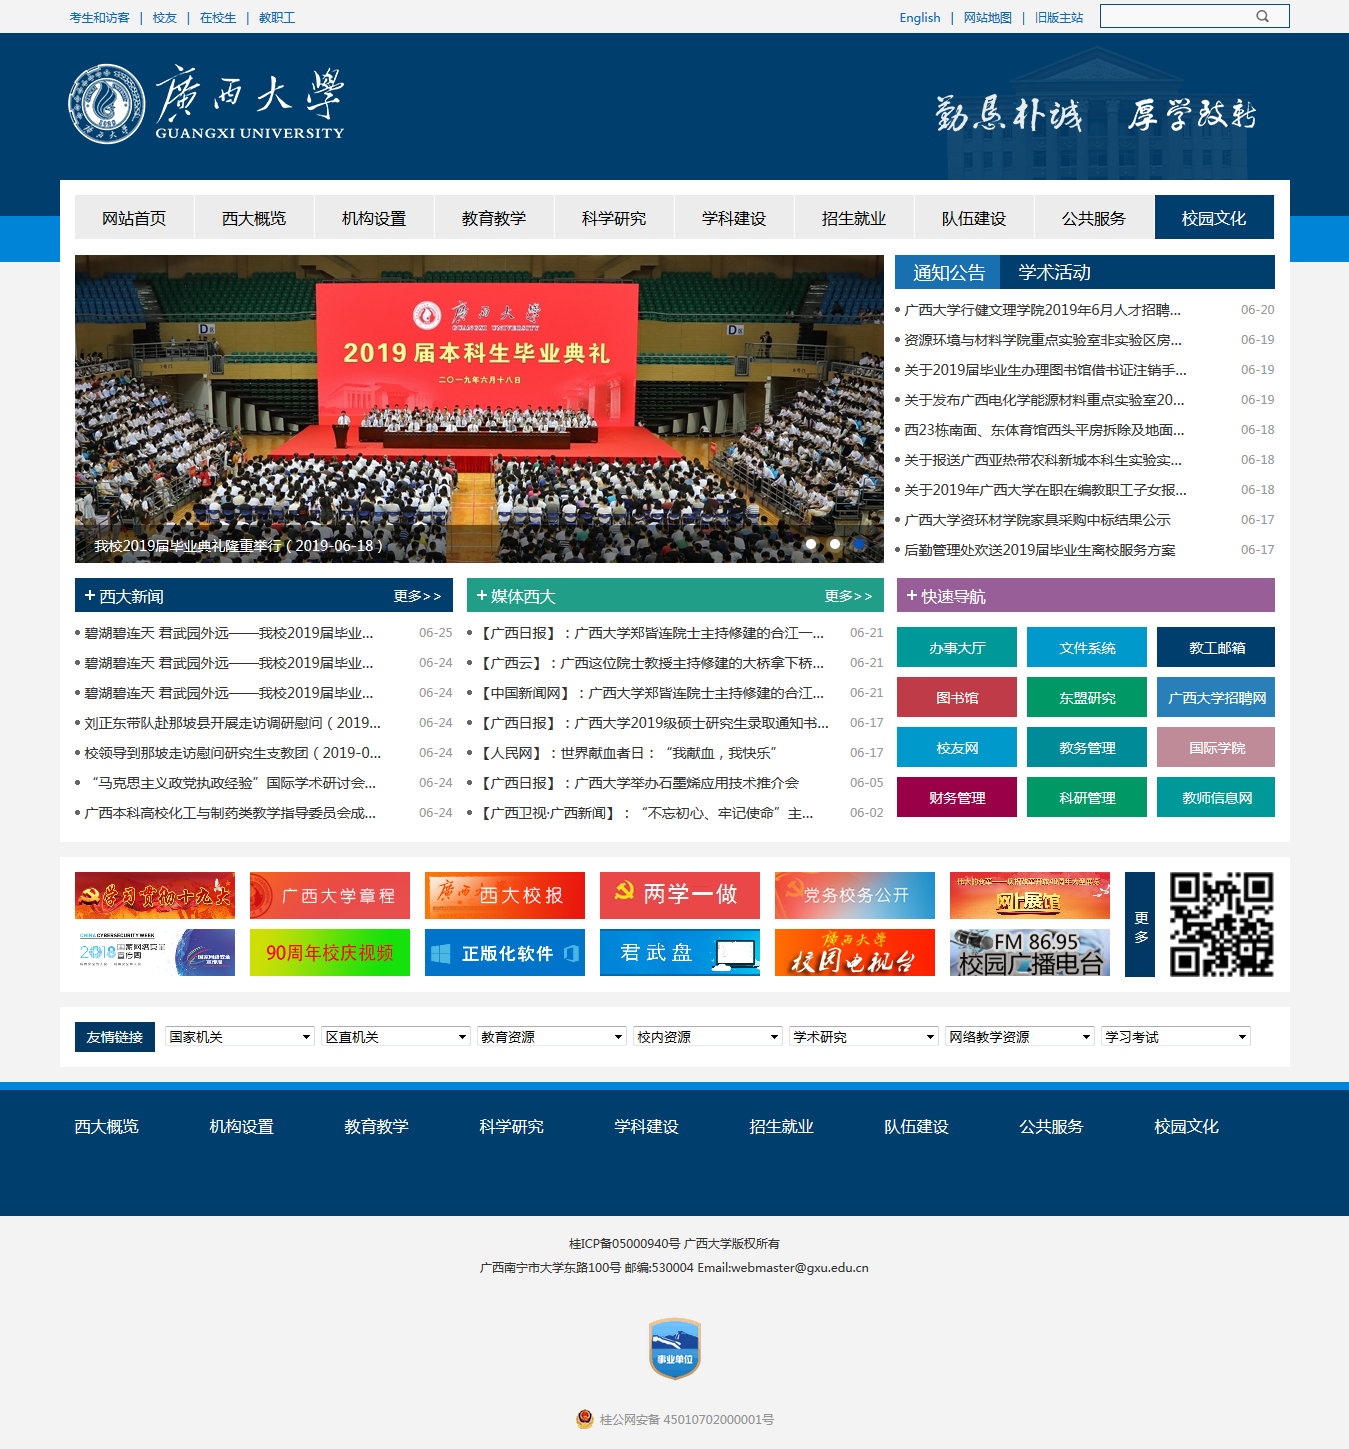 考生和访客 | 校友 | 在校生 | 教职工
English | 网站地图 | 旧版主站
廣西大學
GUANGXI UNIVERSITY
勤恳朴诚 厚学致新
网站首页 西大概览 机构设置 教育教学 科学研究 学科建设 招生就业 队伍建设 公共服务 校园文化
廣西大學
GUANGXI UNIVERSITY
2019届本科生毕业典礼
二〇一九年六月十八日
D
D
我校2019届毕业典礼隆重举行（2019-06-18）
通知公告 学术活动
广西大学行健文理学院2019年6月人才招聘... 06-20
资源环境与材料学院重点实验室非实验区房... 06-19
关于2019届毕业生办理图书馆借书证注销手... 06-19
关于发布广西电化学能源材料重点实验室20... 06-19
西23栋南面、东体育馆西头平房拆除及地面... 06-18
关于报送广西亚热带农科新城本科生实验实... 06-18
关于2019年广西大学在职在编教职工子女报... 06-18
广西大学资环材学院家具采购中标结果公示 06-17
后勤管理处欢送2019届毕业生离校服务方案 06-17
+ 西大新闻 更多>>
碧湖碧连天 君武园外远——我校2019届毕业... 06-25
碧湖碧连天 君武园外远——我校2019届毕业... 06-24
碧湖碧连天 君武园外远——我校2019届毕业... 06-24
刘正东带队赴那坡县开展走访调研慰问（2019... 06-24
校领导到那坡走访慰问研究生支教团（2019-0... 06-24
“马克思主义政党执政经验”国际学术研讨会... 06-24
广西本科高校化工与制药类教学指导委员会成... 06-24
+ 媒体西大 更多>>
【广西日报】：广西大学郑皆连院士主持修建的合江一... 06-21
【广西云】：广西这位院士教授主持修建的大桥拿下桥... 06-21
【中国新闻网】：广西大学郑皆连院士主持修建的合江... 06-21
【广西日报】：广西大学2019级硕士研究生录取通知书... 06-17
【人民网】：世界献血者日：“我献血，我快乐” 06-17
【广西日报】：广西大学举办石墨烯应用技术推介会 06-05
【广西卫视·广西新闻】：“不忘初心、牢记使命”主... 06-02
+ 快速导航
办事大厅 文件系统 教工邮箱
图书馆 东盟研究 广西大学招聘网
校友网 教务管理 国际学院
财务管理 科研管理 教师信息网
学习贯彻十九大 广西大学章程 西大校报 两学一做 党务校务公开
伟大的变革——庆祝改革开放40周年大型展览
网上展馆
更多
CHINA CYBERSECURITY WEEK
2018 国家网络安全宣传周
90周年校庆视频 正版化软件 君武盘
廣西大學
校园电视台
FM 86.95
校园广播电台
友情链接 国家机关 区直机关 教育资源 校内资源 学术研究 网络教学资源 学习考试
西大概览 机构设置 教育教学 科学研究 学科建设 招生就业 队伍建设 公共服务 校园文化
桂ICP备05000940号 广西大学版权所有
广西南宁市大学东路100号 邮编:530004 Email:webmaster@gxu.edu.cn
事业单位
桂公网安备 45010702000001号